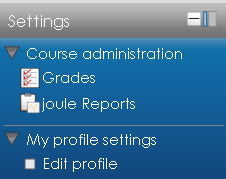 Settings
Course administration
Grades
joule Reports
My profile settings
Edit profile